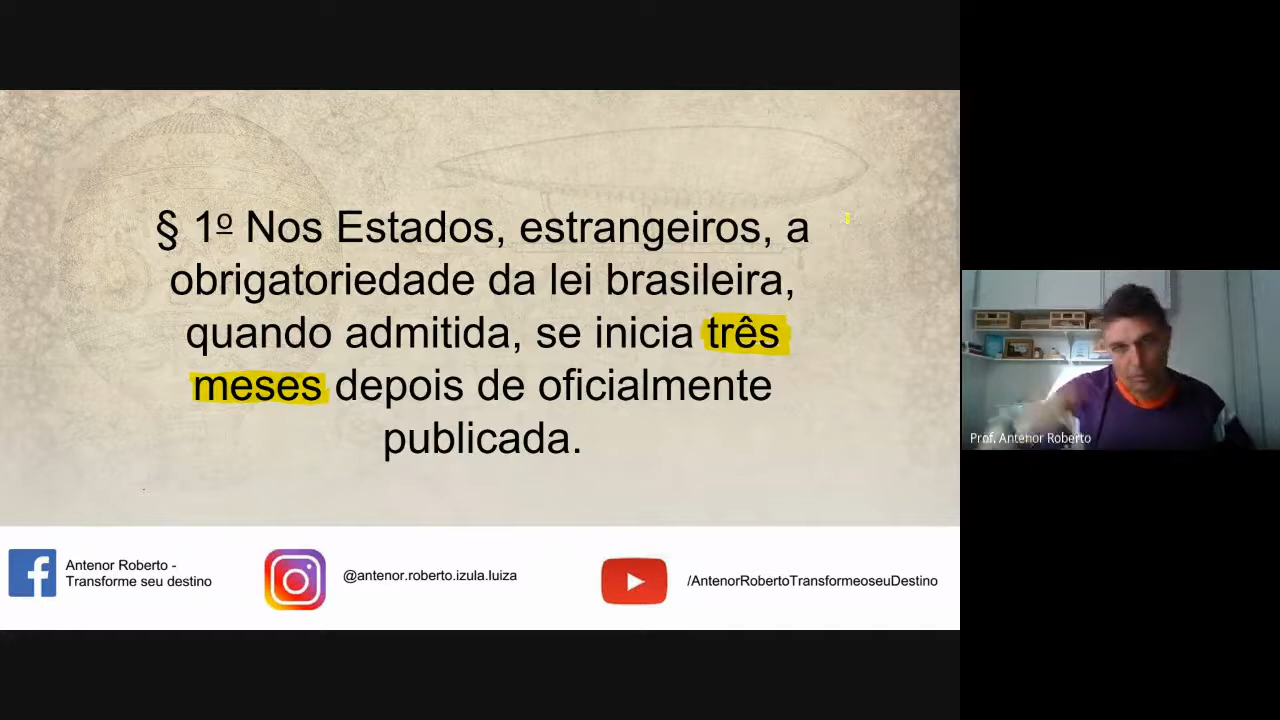 § 1º Nos Estados, estrangeiros, a
obrigatoriedade da lei brasileira,
quando admitida, se inicia três
meses depois de oficialmente
publicada.
Prof. Antenor Roberto
Antenor Roberto -
Transforme seu destino
@antenor.roberto.izula.luiza
/AntenorRobertoTransformeoseuDestino